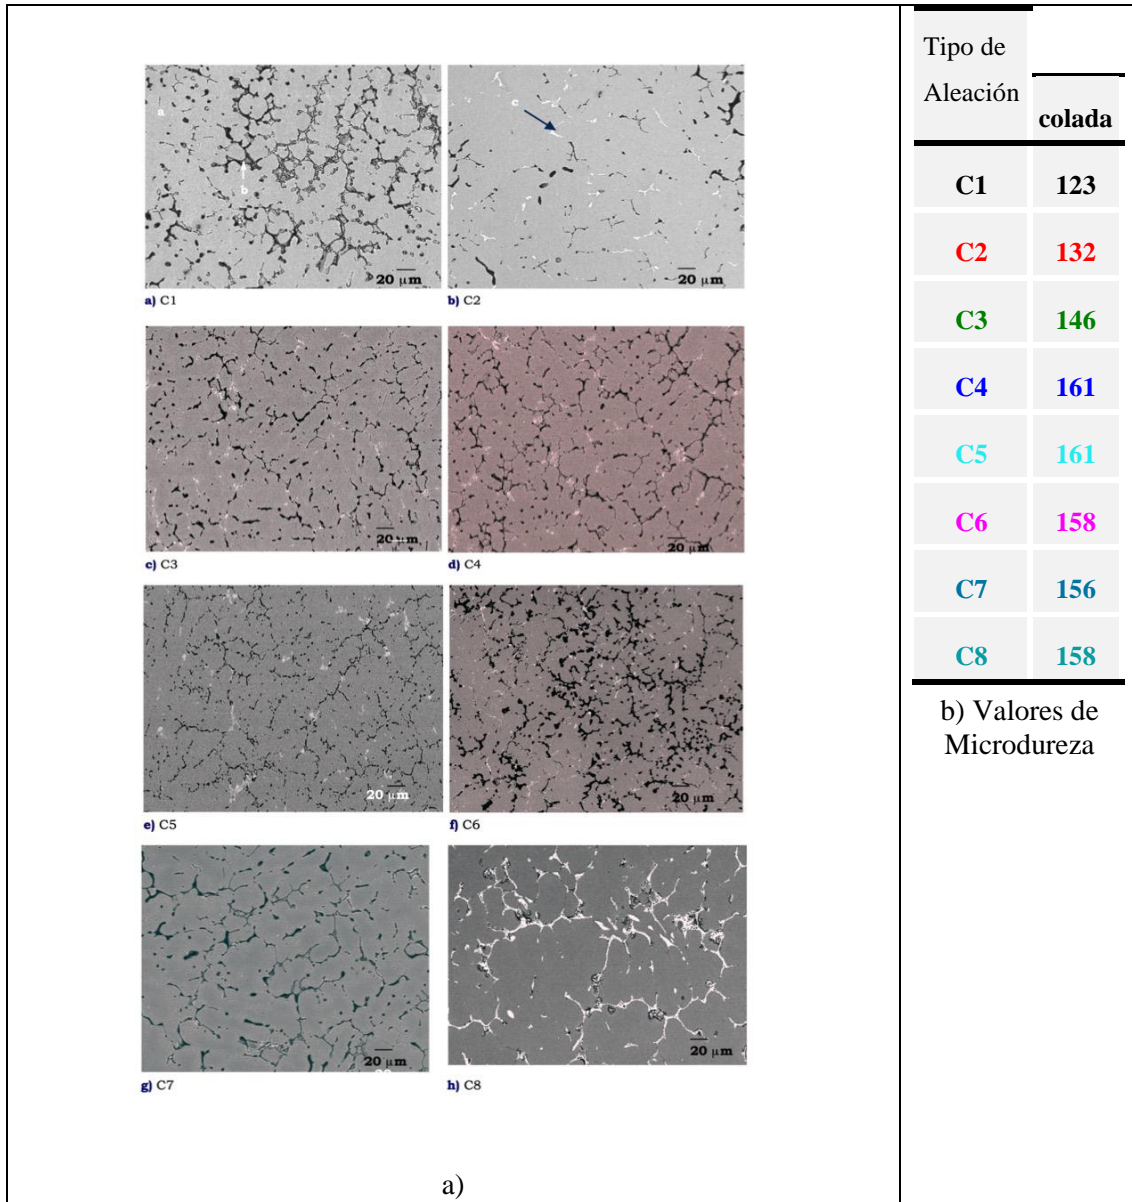 a
b
20 µm
a) C1
c
20 µm
b) C2
20 µm
c) C3
20 µm
d) C4
20 µm
e) C5
20 µm
f) C6
20 µm
g) C7
20 µm
h) C8
a)
Tipo de
Aleación
colada
C1 123
C2 132
C3 146
C4 161
C5 161
C6 158
C7 156
C8 158
b) Valores de
Microdureza